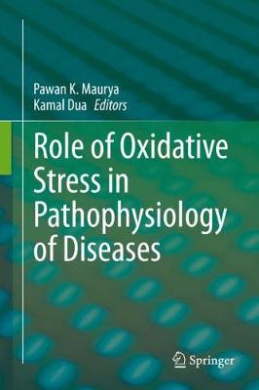 Pawan K. Maurya
Kamal Dua Editors
Role of Oxidative
Stress in
Pathophysiology
of Diseases
Springer